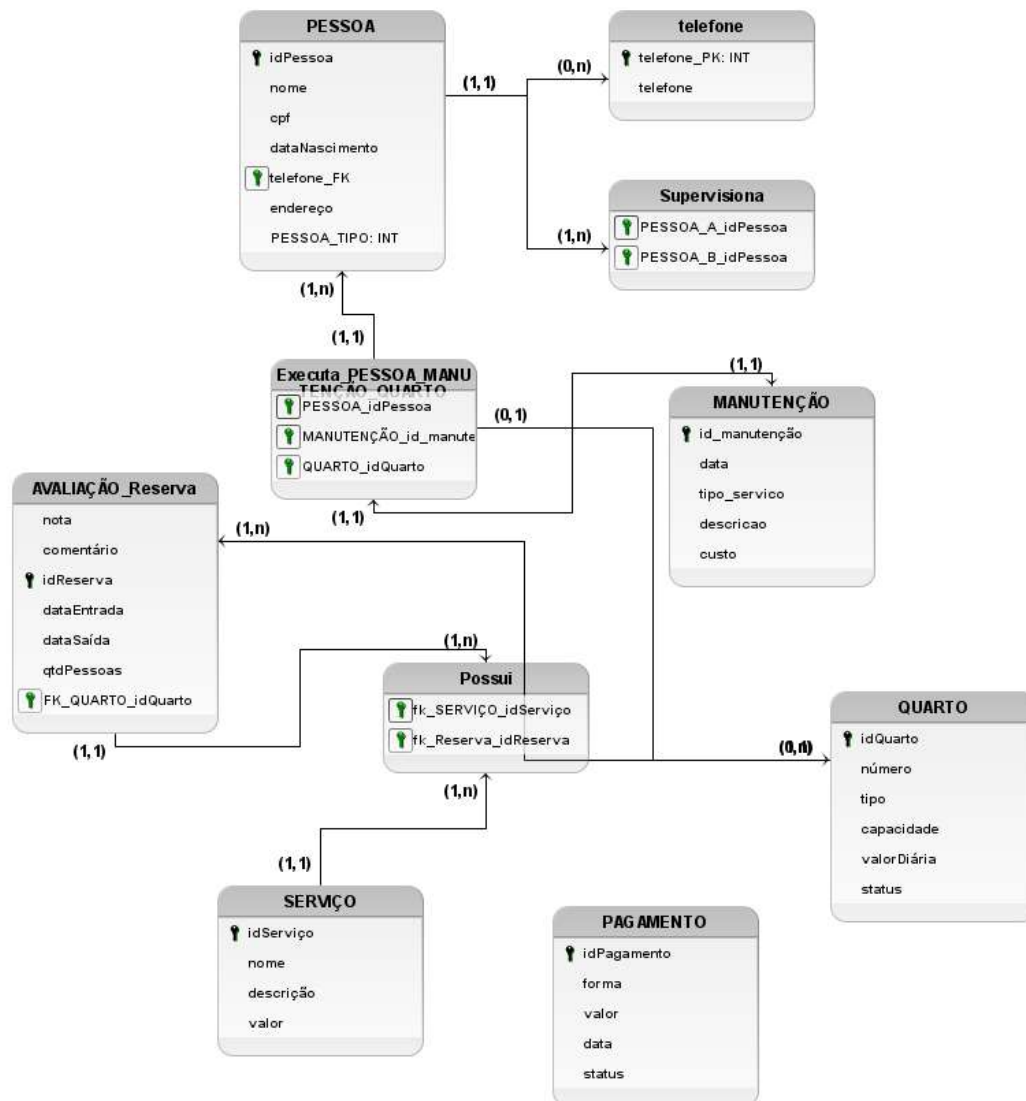 PESSOA
idPessoa
nome
cpf
dataNascimento
telefone_FK
endereço
PESSOA_TIPO: INT
(1,1)
(0,n)
telefone
telefone_PK: INT
telefone
(1,n)
Supervisiona
PESSOA_A_idPessoa
PESSOA_B_idPessoa
(1,n)
(1,1)
Executa_PESSOA_MANU
TENÇÃO_QUARTO
PESSOA_idPessoa
MANUTENÇÃO_id_manute
QUARTO_idQuarto
(0,1)
(1,1)
(1,1)
MANUTENÇÃO
id_manutenção
data
tipo_servico
descricao
custo
AVALIAÇÃO_Reserva
nota
comentário
idReserva
dataEntrada
dataSaída
qtdPessoas
FK_QUARTO_idQuarto
(1,n)
(1,1)
(1,n)
Possui
fk_SERVIÇO_idServiço
fk_Reserva_idReserva
(1,n)
(1,1)
QUARTO
idQuarto
número
tipo
capacidade
valorDiária
status
SERVIÇO
idServiço
nome
descrição
valor
PAGAMENTO
idPagamento
forma
valor
data
status